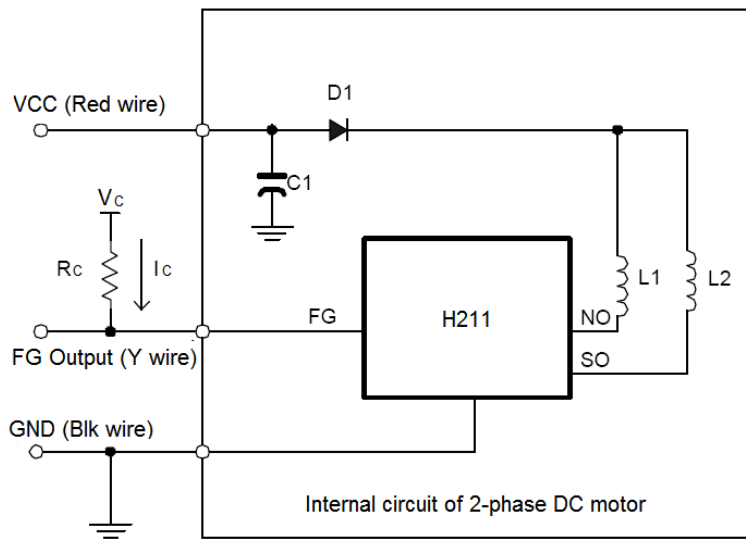 D1
VCC (Red wire)
C1
Vc
Rc
Ic
L1
L2
FG
H211
NO
FG Output (Y wire)
SO
GND (Blk wire)
Internal circuit of 2-phase DC motor